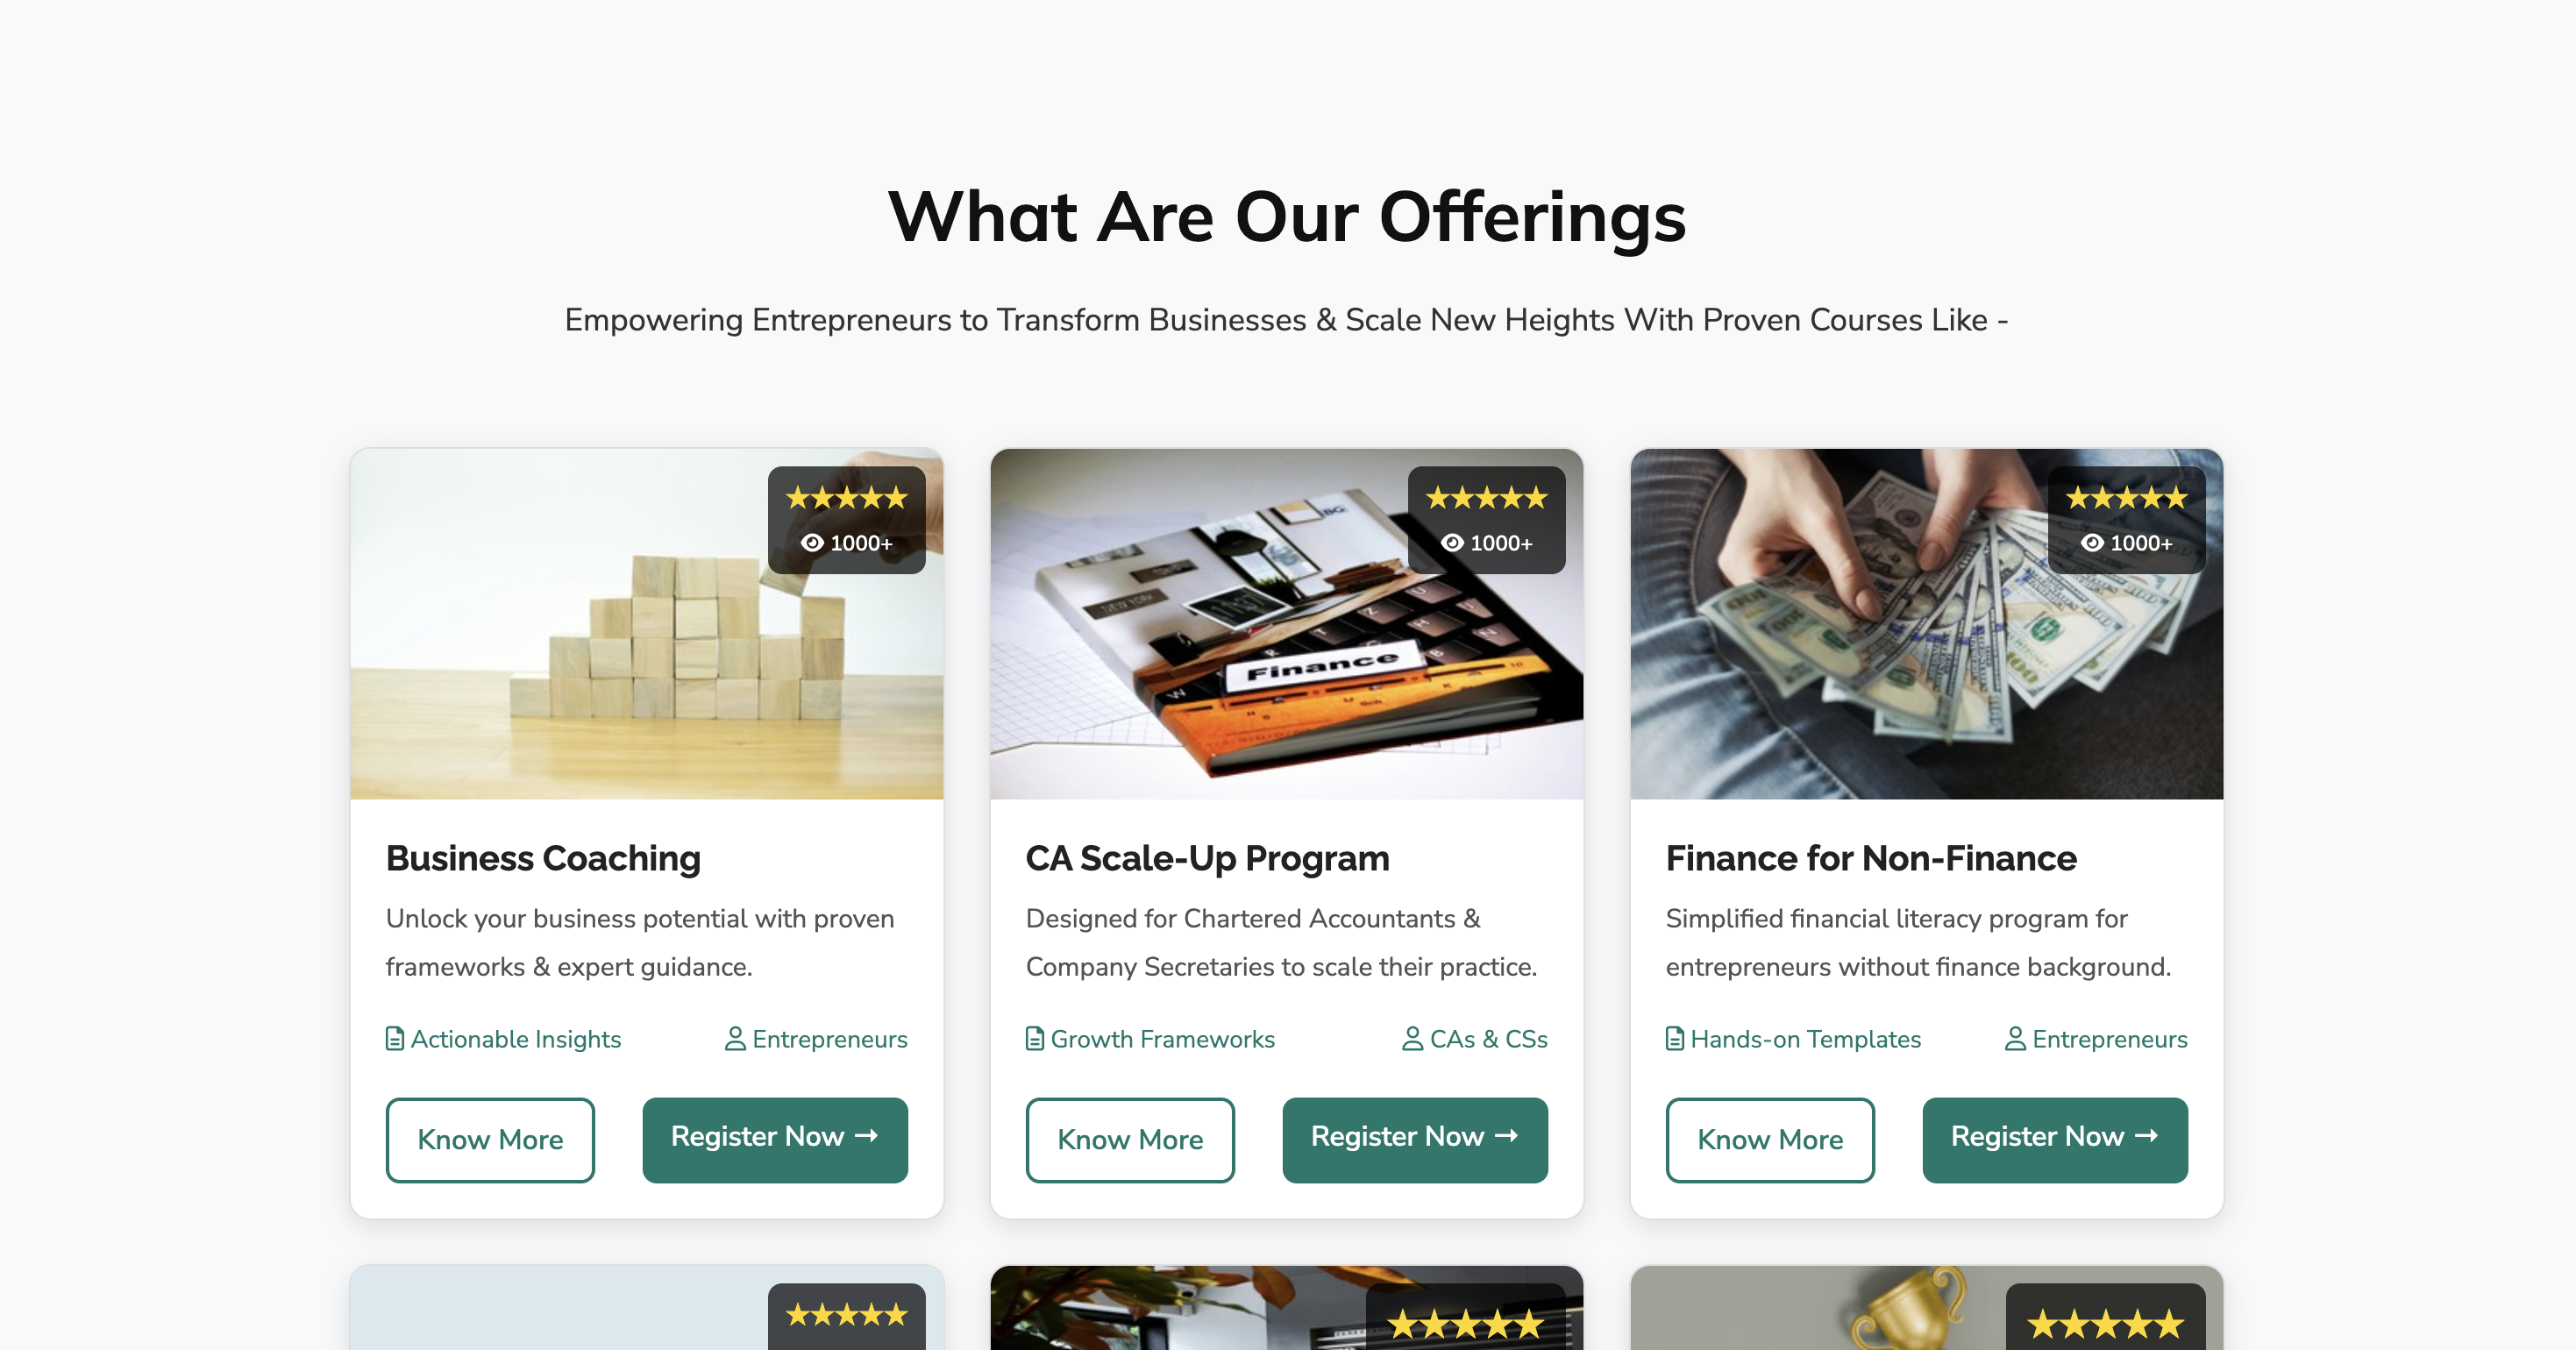 What Are Our Offerings
Empowering Entrepreneurs to Transform Businesses & Scale New Heights With Proven Courses Like -
★★★★★
1000+
NEW YORK
Finance
★★★★★
1000+
★★★★★
1000+
Business Coaching
Unlock your business potential with proven
frameworks & expert guidance.
Actionable Insights
Entrepreneurs
Know More
Register Now →
CA Scale-Up Program
Designed for Chartered Accountants &
Company Secretaries to scale their practice.
Growth Frameworks
CAs & CSs
Know More
Register Now →
Finance for Non-Finance
Simplified financial literacy program for
entrepreneurs without finance background.
Hands-on Templates
Entrepreneurs
Know More
Register Now →
★★★★★
★★★★★
★★★★★